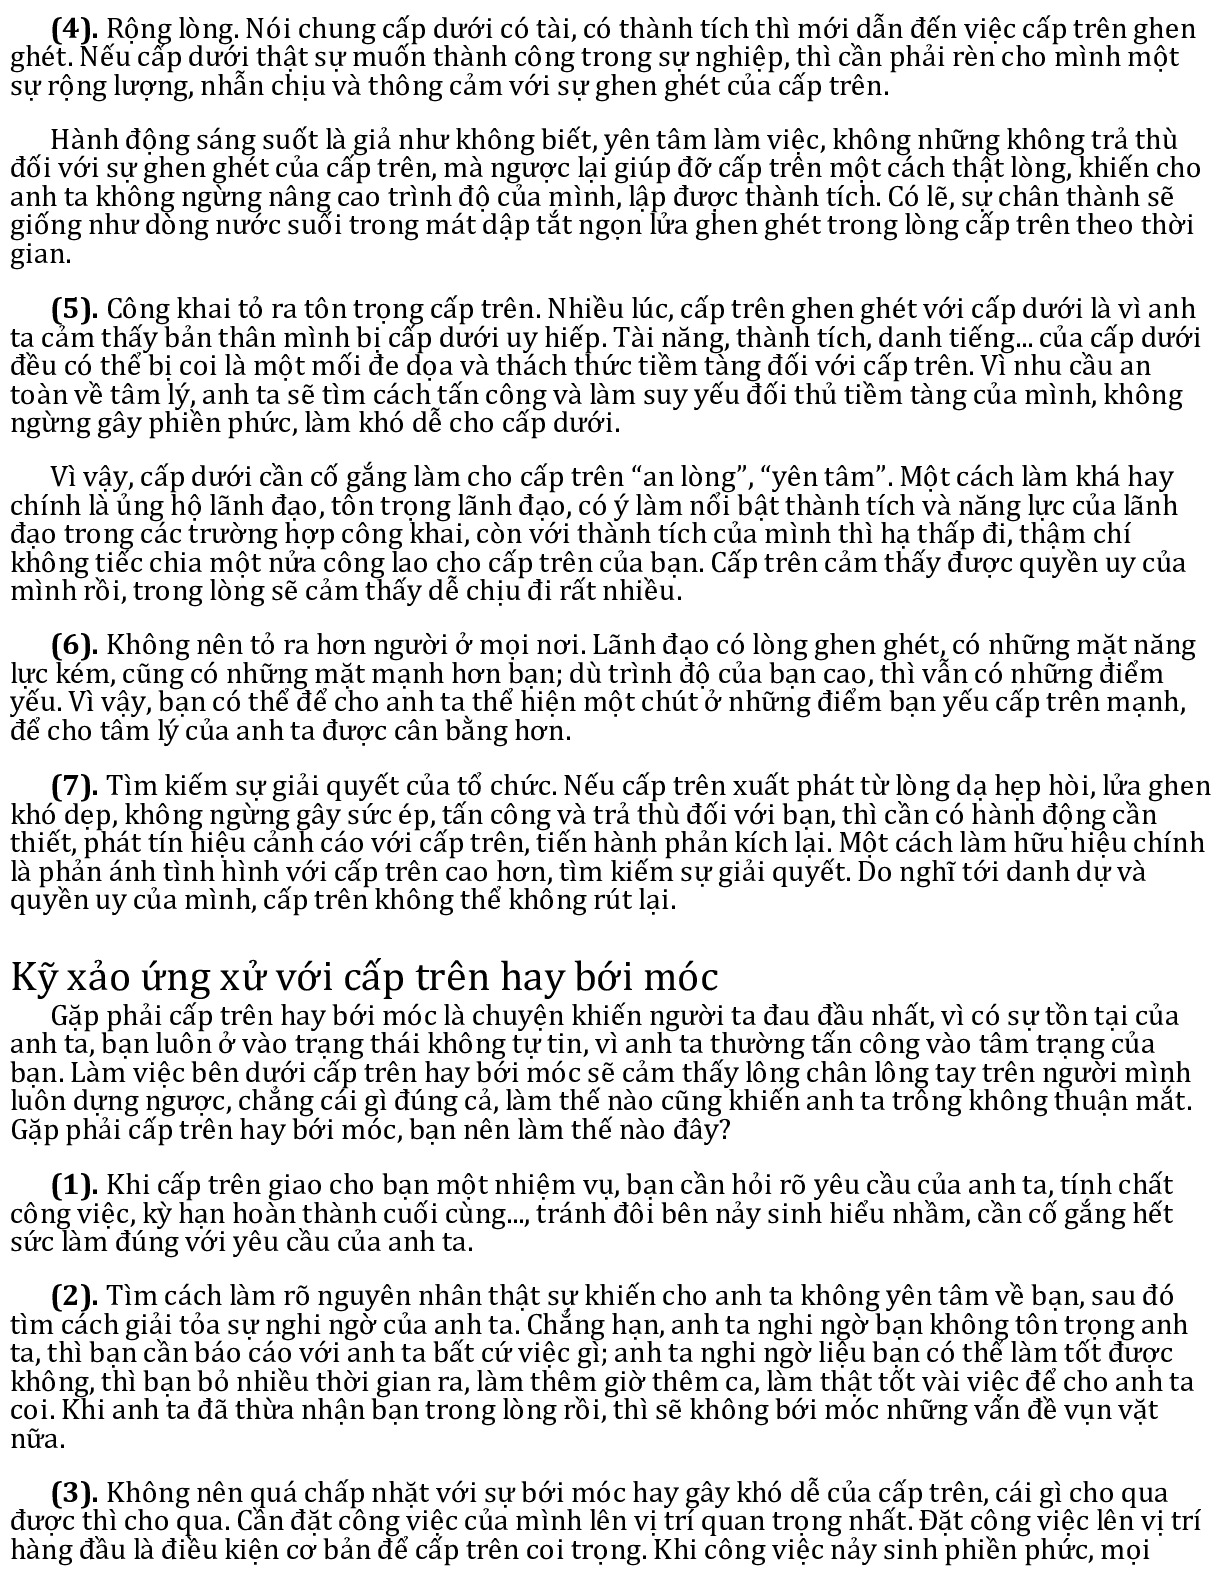 (4). Rộng lòng. Nói chung cấp dưới có tài, có thành tích thì mới dẫn đến việc cấp trên ghen
ghét. Nếu cấp dưới thật sự muốn thành công trong sự nghiệp, thì cần phải rèn cho mình một
sự rộng lượng, nhẫn chịu và thông cảm với sự ghen ghét của cấp trên.
Hành động sáng suốt là giả như không biết, yên tâm làm việc, không những không trả thù
đối với sự ghen ghét của cấp trên, mà ngược lại giúp đỡ cấp trên một cách thật lòng, khiến cho
anh ta không ngừng nâng cao trình độ của mình, lập được thành tích. Có lẽ, sự chân thành sẽ
giống như dòng nước suối trong mát dập tắt ngọn lửa ghen ghét trong lòng cấp trên theo thời
gian.
(5). Công khai tỏ ra tôn trọng cấp trên. Nhiều lúc, cấp trên ghen ghét với cấp dưới là vì anh
ta cảm thấy bản thân mình bị cấp dưới uy hiếp. Tài năng, thành tích, danh tiếng... của cấp dưới
đều có thể bị coi là một mối đe dọa và thách thức tiềm tàng đối với cấp trên. Vì nhu cầu an
toàn về tâm lý, anh ta sẽ tìm cách tấn công và làm suy yếu đối thủ tiềm tàng của mình, không
ngừng gây phiền phức, làm khó dễ cho cấp dưới.
Vì vậy, cấp dưới cần cố gắng làm cho cấp trên “an lòng”, “yên tâm”. Một cách làm khá hay
chính là ủng hộ lãnh đạo, tôn trọng lãnh đạo, có ý làm nổi bật thành tích và năng lực của lãnh
đạo trong các trường hợp công khai, còn với thành tích của mình thì hạ thấp đi, thậm chí
không tiếc chia một nửa công lao cho cấp trên của bạn. Cấp trên cảm thấy được quyền uy của
mình rồi, trong lòng sẽ cảm thấy dễ chịu đi rất nhiều.
(6). Không nên tỏ ra hơn người ở mọi nơi. Lãnh đạo có lòng ghen ghét, có những mặt năng
lực kém, cũng có những mặt mạnh hơn bạn; dù trình độ của bạn cao, thì vẫn có những điểm
yếu. Vì vậy, bạn có thể để cho anh ta thể hiện một chút ở những điểm bạn yếu cấp trên mạnh,
để cho tâm lý của anh ta được cân bằng hơn.
(7). Tìm kiếm sự giải quyết của tổ chức. Nếu cấp trên xuất phát từ lòng dạ hẹp hòi, lửa ghen
khó dẹp, không ngừng gây sức ép, tấn công và trả thù đối với bạn, thì cần có hành động cần
thiết, phát tín hiệu cảnh cáo với cấp trên, tiến hành phản kích lại. Một cách làm hữu hiệu chính
là phản ánh tình hình với cấp trên cao hơn, tìm kiếm sự giải quyết. Do nghĩ tới danh dự và
quyền uy của mình, cấp trên không thể không rút lại.
Kỹ xảo ứng xử với cấp trên hay bới móc
Gặp phải cấp trên hay bới móc là chuyện khiến người ta đau đầu nhất, vì có sự tồn tại của
anh ta, bạn luôn ở vào trạng thái không tự tin, vì anh ta thường tấn công vào tâm trạng của
bạn. Làm việc bên dưới cấp trên hay bới móc sẽ cảm thấy lông chân lông tay trên người mình
luôn dựng ngược, chẳng cái gì đúng cả, làm thế nào cũng khiến anh ta trông không thuận mắt.
Gặp phải cấp trên hay bới móc, bạn nên làm thế nào đây?
(1). Khi cấp trên giao cho bạn một nhiệm vụ, bạn cần hỏi rõ yêu cầu của anh ta, tính chất
công việc, kỳ hạn hoàn thành cuối cùng..., tránh đôi bên nảy sinh hiểu nhầm, cần cố gắng hết
sức làm đúng với yêu cầu của anh ta.
(2). Tìm cách làm rõ nguyên nhân thật sự khiến cho anh ta không yên tâm về bạn, sau đó
tìm cách giải tỏa sự nghi ngờ của anh ta. Chẳng hạn, anh ta nghi ngờ bạn không tôn trọng anh
ta, thì bạn cần báo cáo với anh ta bất cứ việc gì; anh ta nghi ngờ liệu bạn có thể làm tốt được
không, thì bạn bỏ nhiều thời gian ra, làm thêm giờ thêm ca, làm thật tốt vài việc để cho anh ta
coi. Khi anh ta đã thừa nhận bạn trong lòng rồi, thì sẽ không bới móc những vấn đề vụn vặt
nữa.
(3). Không nên quá chấp nhặt với sự bới móc hay gây khó dễ của cấp trên, cái gì cho qua
được thì cho qua. Cần đặt công việc của mình lên vị trí quan trọng nhất. Đặt công việc lên vị trí
hàng đầu là điều kiện cơ bản để cấp trên coi trọng. Khi công việc nảy sinh phiền phức, mọi